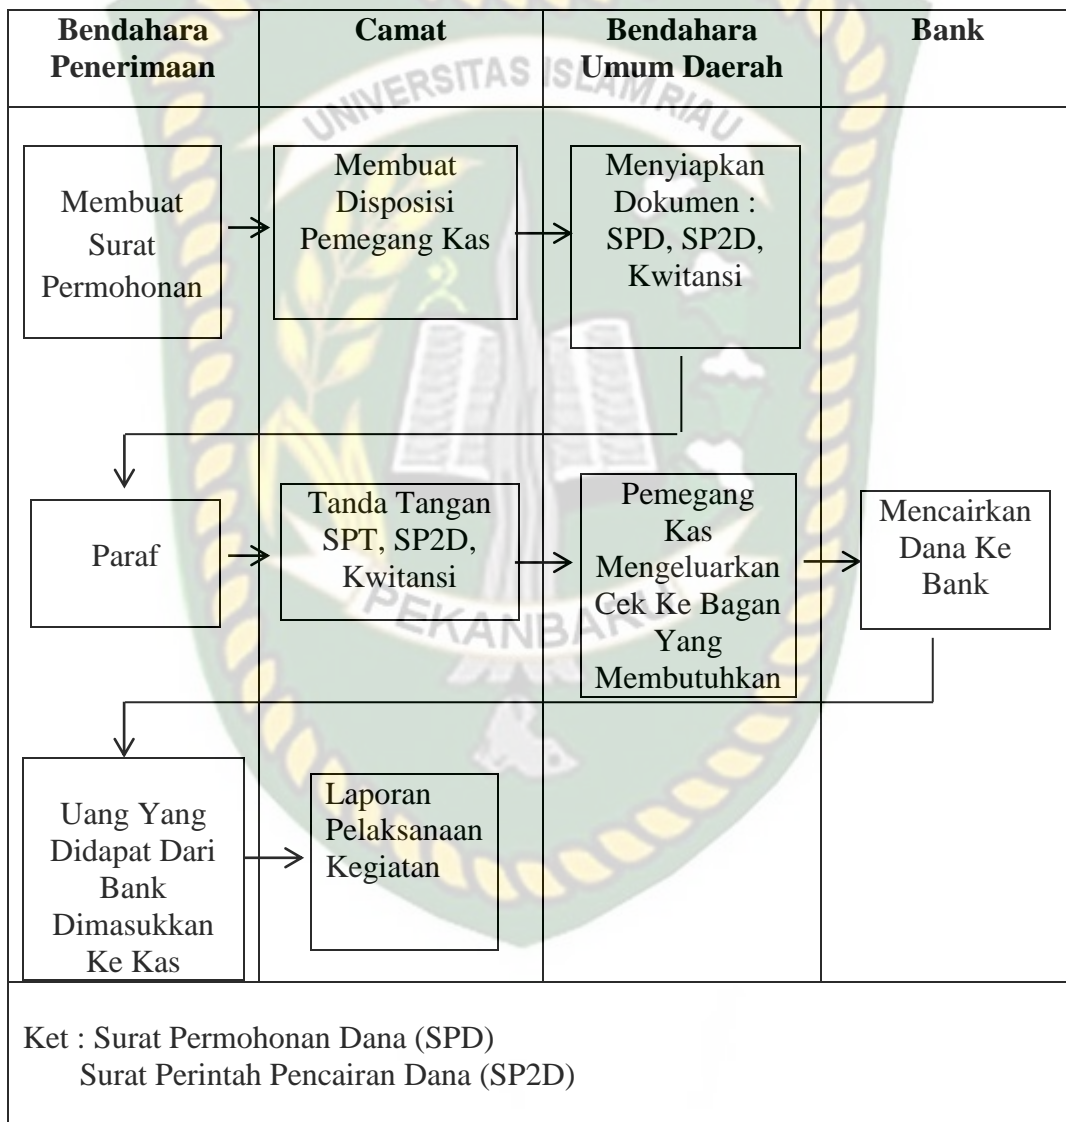 Bendahara
Penerimaan
Camat
Bendahara
Umum Daerah
Bank
UNIVERSITAS ISLAM RIAU
Membuat
Surat
Permohonan
Membuat
Disposisi
Pemegang Kas
Menyiapkan
Dokumen :
SPD, SP2D,
Kwitansi
Paraf
Tanda Tangan
SPT, SP2D,
Kwitansi
Pemegang
Kas
Mengeluarkan
Cek Ke Bagan
Yang
Membutuhkan
Mencairkan
Dana Ke
Bank
PEKANBARU
Uang Yang
Didapat Dari
Bank
Dimasukkan
Ke Kas
Laporan
Pelaksanaan
Kegiatan
Ket : Surat Permohonan Dana (SPD)
Surat Perintah Pencairan Dana (SP2D)